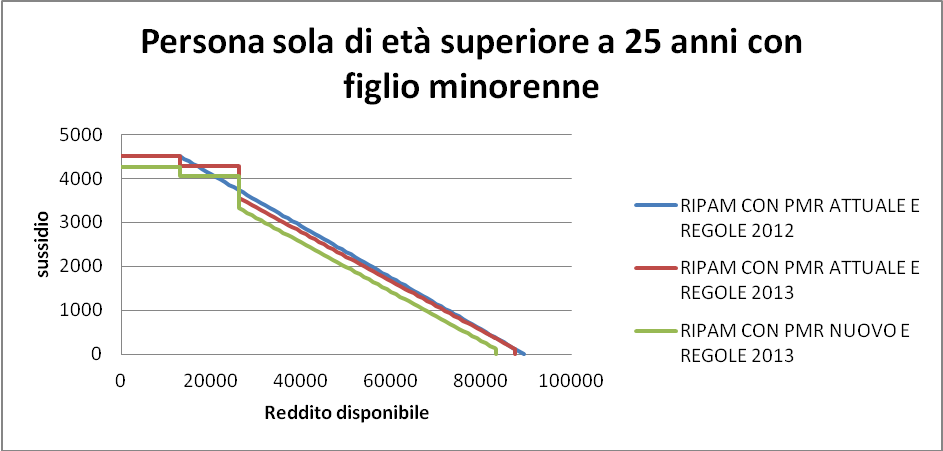 Persona sola di età superiore a 25 anni con
figlio minorenne
5000
4000
3000
2000
1000
0
sussidio
0 20000 40000 60000 80000 100000
Reddito disponibile
RIPAM CON PMR ATTUALE E
REGOLE 2012
RIPAM CON PMR ATTUALE E
REGOLE 2013
RIPAM CON PMR NUOVO E
REGOLE 2013